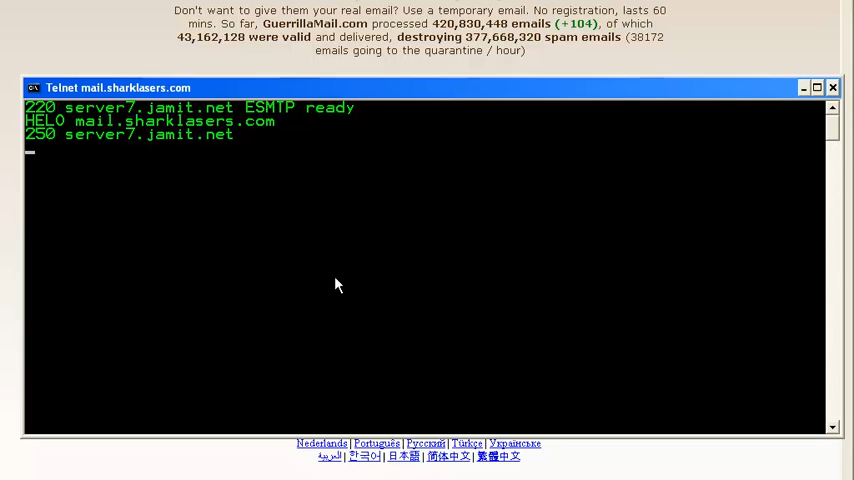 Don't want to give them your real email? Use a temporary email. No registration, lasts 60
mins. So far, GuerrillaMail.com processed 420,830,448 emails (+104), of which
43,162,128 were valid and delivered, destroying 377,668,320 spam emails (38172
emails going to the quarantine / hour)
Telnet mail.sharklasers.com
220 server7.jamit.net ESMTP ready
HELO mail.sharklasers.com
250 server7.jamit.net
Nederlands | Português | Русский | Türkçe | Українське
العربية | 한국어 | 日本語 | 简体中文 | 繁體中文